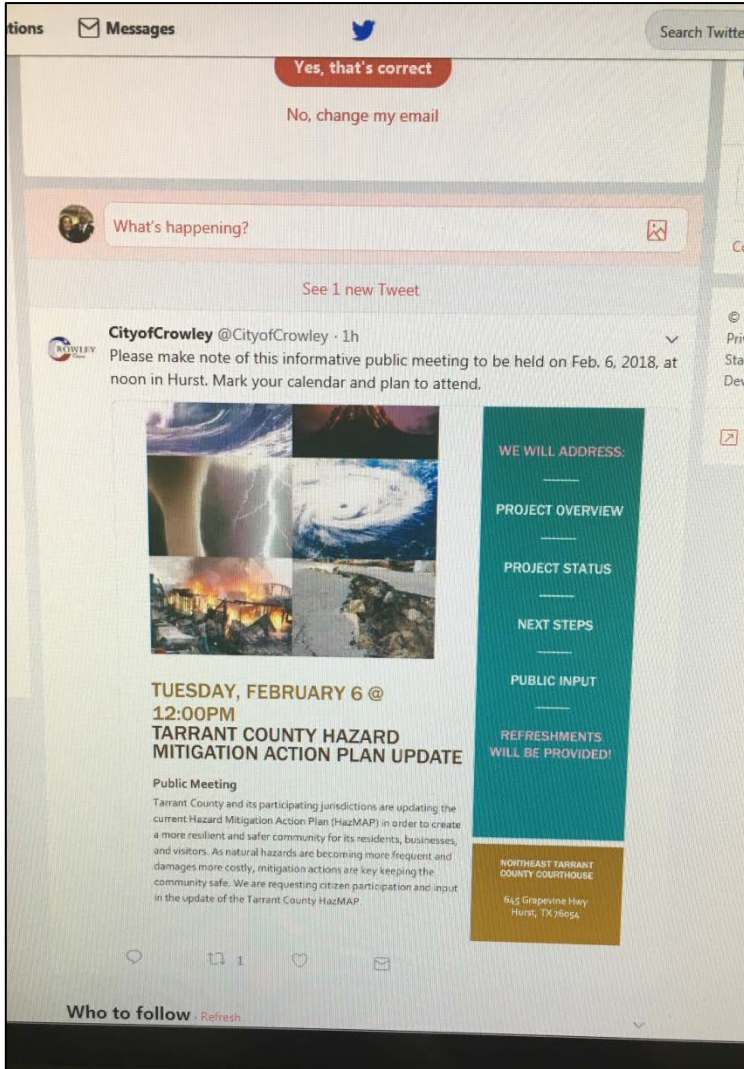 tions
Messages
Search Twitte
Yes, that's correct
No, change my email
What's happening?
See 1 new Tweet
CROWLEY
CityofCrowley @CityofCrowley · 1h
Please make note of this informative public meeting to be held on Feb. 6, 2018, at
noon in Hurst. Mark your calendar and plan to attend.
WE WILL ADDRESS:
PROJECT OVERVIEW
PROJECT STATUS
NEXT STEPS
PUBLIC INPUT
REFRESHMENTS
WILL BE PROVIDED!
TUESDAY, FEBRUARY 6 @
12:00PM
TARRANT COUNTY HAZARD
MITIGATION ACTION PLAN UPDATE
Public Meeting
Tarrant County and its participating jurisdictions are updating the
current Hazard Mitigation Action Plan (HazMAP) in order to create
a more resilient and safer community for its residents, businesses,
and visitors. As natural hazards are becoming more frequent and
damages more costly, mitigation actions are key keeping the
community safe. We are requesting citizen participation and input
in the update of the Tarrant County HazMAP.
NORTHEAST TARRANT
COUNTY COURTHOUSE
645 Grapevine Hwy
Hurst, TX 76054
1
Who to follow · Refresh
Co
©
Pri
Sta
Dev